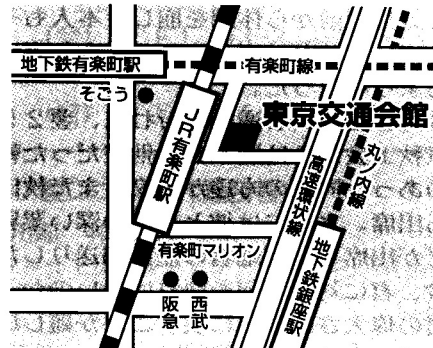 地下鉄有楽町駅
有楽町線
そごう
東京交通会館
JR有楽町駅
丸ノ内線
高速環状線
有楽町マリオン
地下鉄銀座駅
阪急
西武